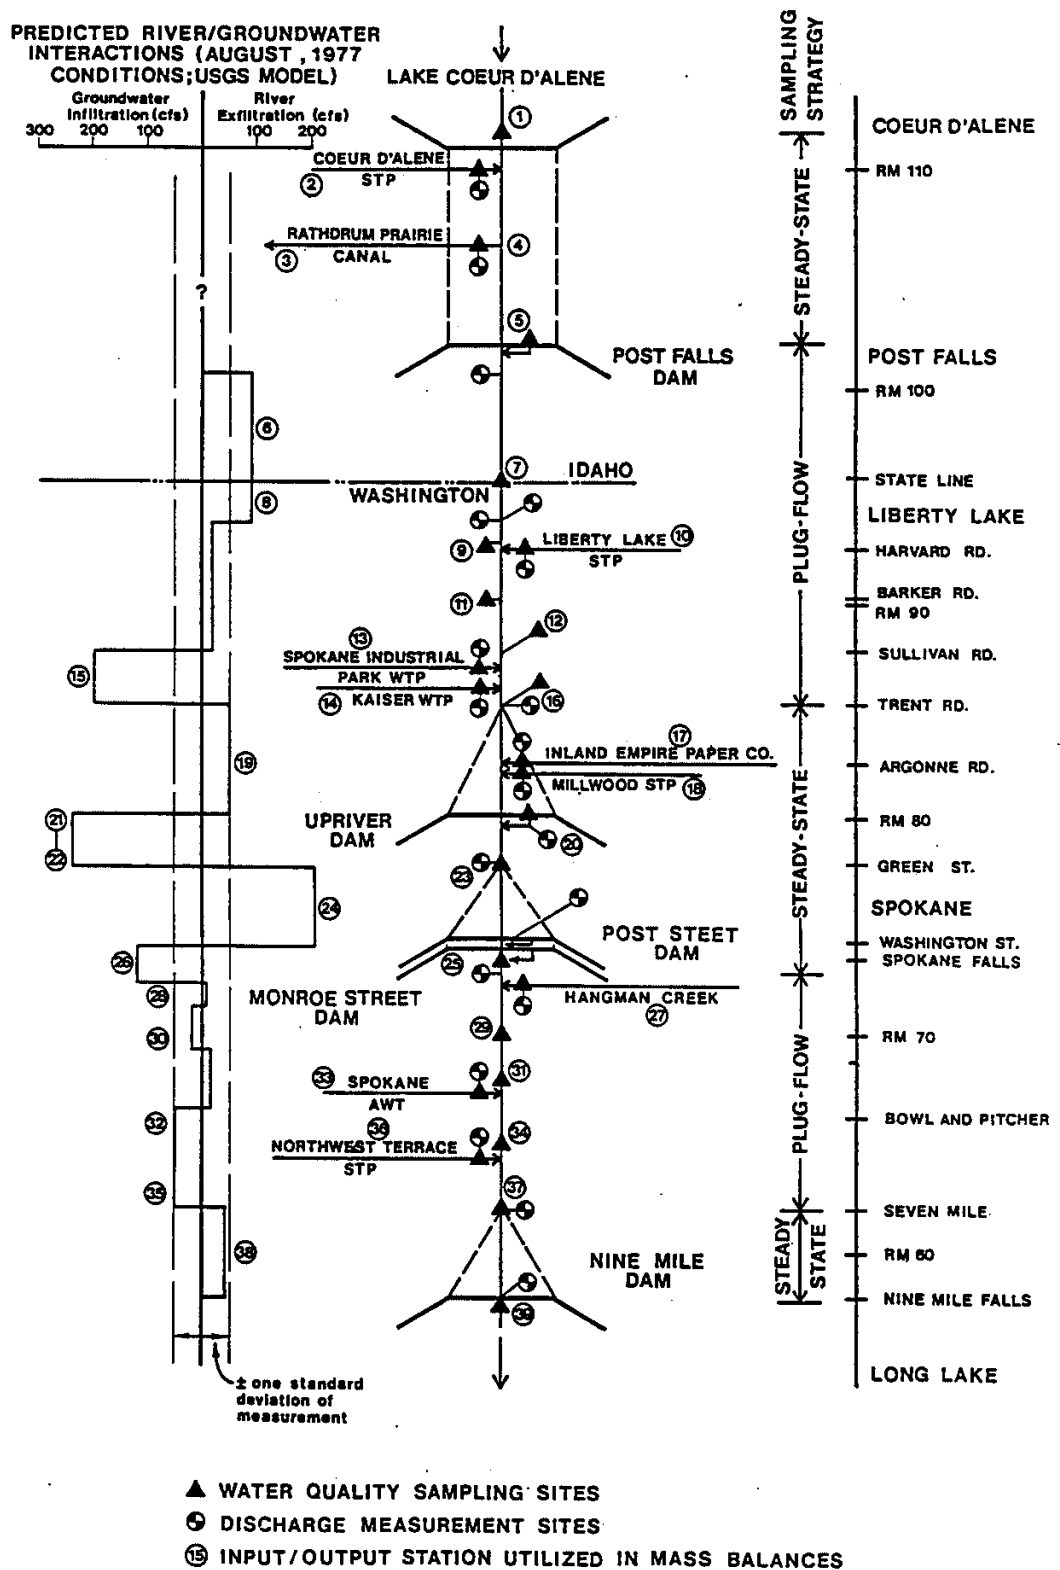 PREDICTED RIVER/GROUNDWATER
INTERACTIONS (AUGUST, 1977
CONDITIONS; USGS MODEL)
Groundwater
Infiltration (cfs)
River
Exfiltration (cfs)
300 200 100 100 200
?
± one standard
deviation of
measurement
LAKE COEUR D'ALENE
1
COEUR D'ALENE
STP
2
RATHDRUM PRAIRIE
CANAL
3
4
5
POST FALLS
DAM
6
7
IDAHO
WASHINGTON
8
9
LIBERTY LAKE 10
STP
11
12
13
SPOKANE INDUSTRIAL
PARK WTP
14 KAISER WTP
15
16
17
INLAND EMPIRE PAPER CO.
MILLWOOD STP 18
19
UPRIVER
DAM
20
21
22
23
24
POST STEET
DAM
25
26
MONROE STREET
DAM
HANGMAN CREEK
27
28
29
30
31
33 SPOKANE
AWT
32
36
NORTHWEST TERRACE
STP
34
35
37
38
NINE MILE
DAM
39
SAMPLING
STRATEGY
STEADY-STATE
PLUG-FLOW
STEADY-STATE
PLUG-FLOW
STEADY
STATE
COEUR D'ALENE
RM 110
POST FALLS
RM 100
STATE LINE
LIBERTY LAKE
HARVARD RD.
BARKER RD.
RM 90
SULLIVAN RD.
TRENT RD.
ARGONNE RD.
RM 80
GREEN ST.
SPOKANE
WASHINGTON ST.
SPOKANE FALLS
RM 70
BOWL AND PITCHER
SEVEN MILE
RM 60
NINE MILE FALLS
LONG LAKE
WATER QUALITY SAMPLING SITES
DISCHARGE MEASUREMENT SITES
15 INPUT/OUTPUT STATION UTILIZED IN MASS BALANCES